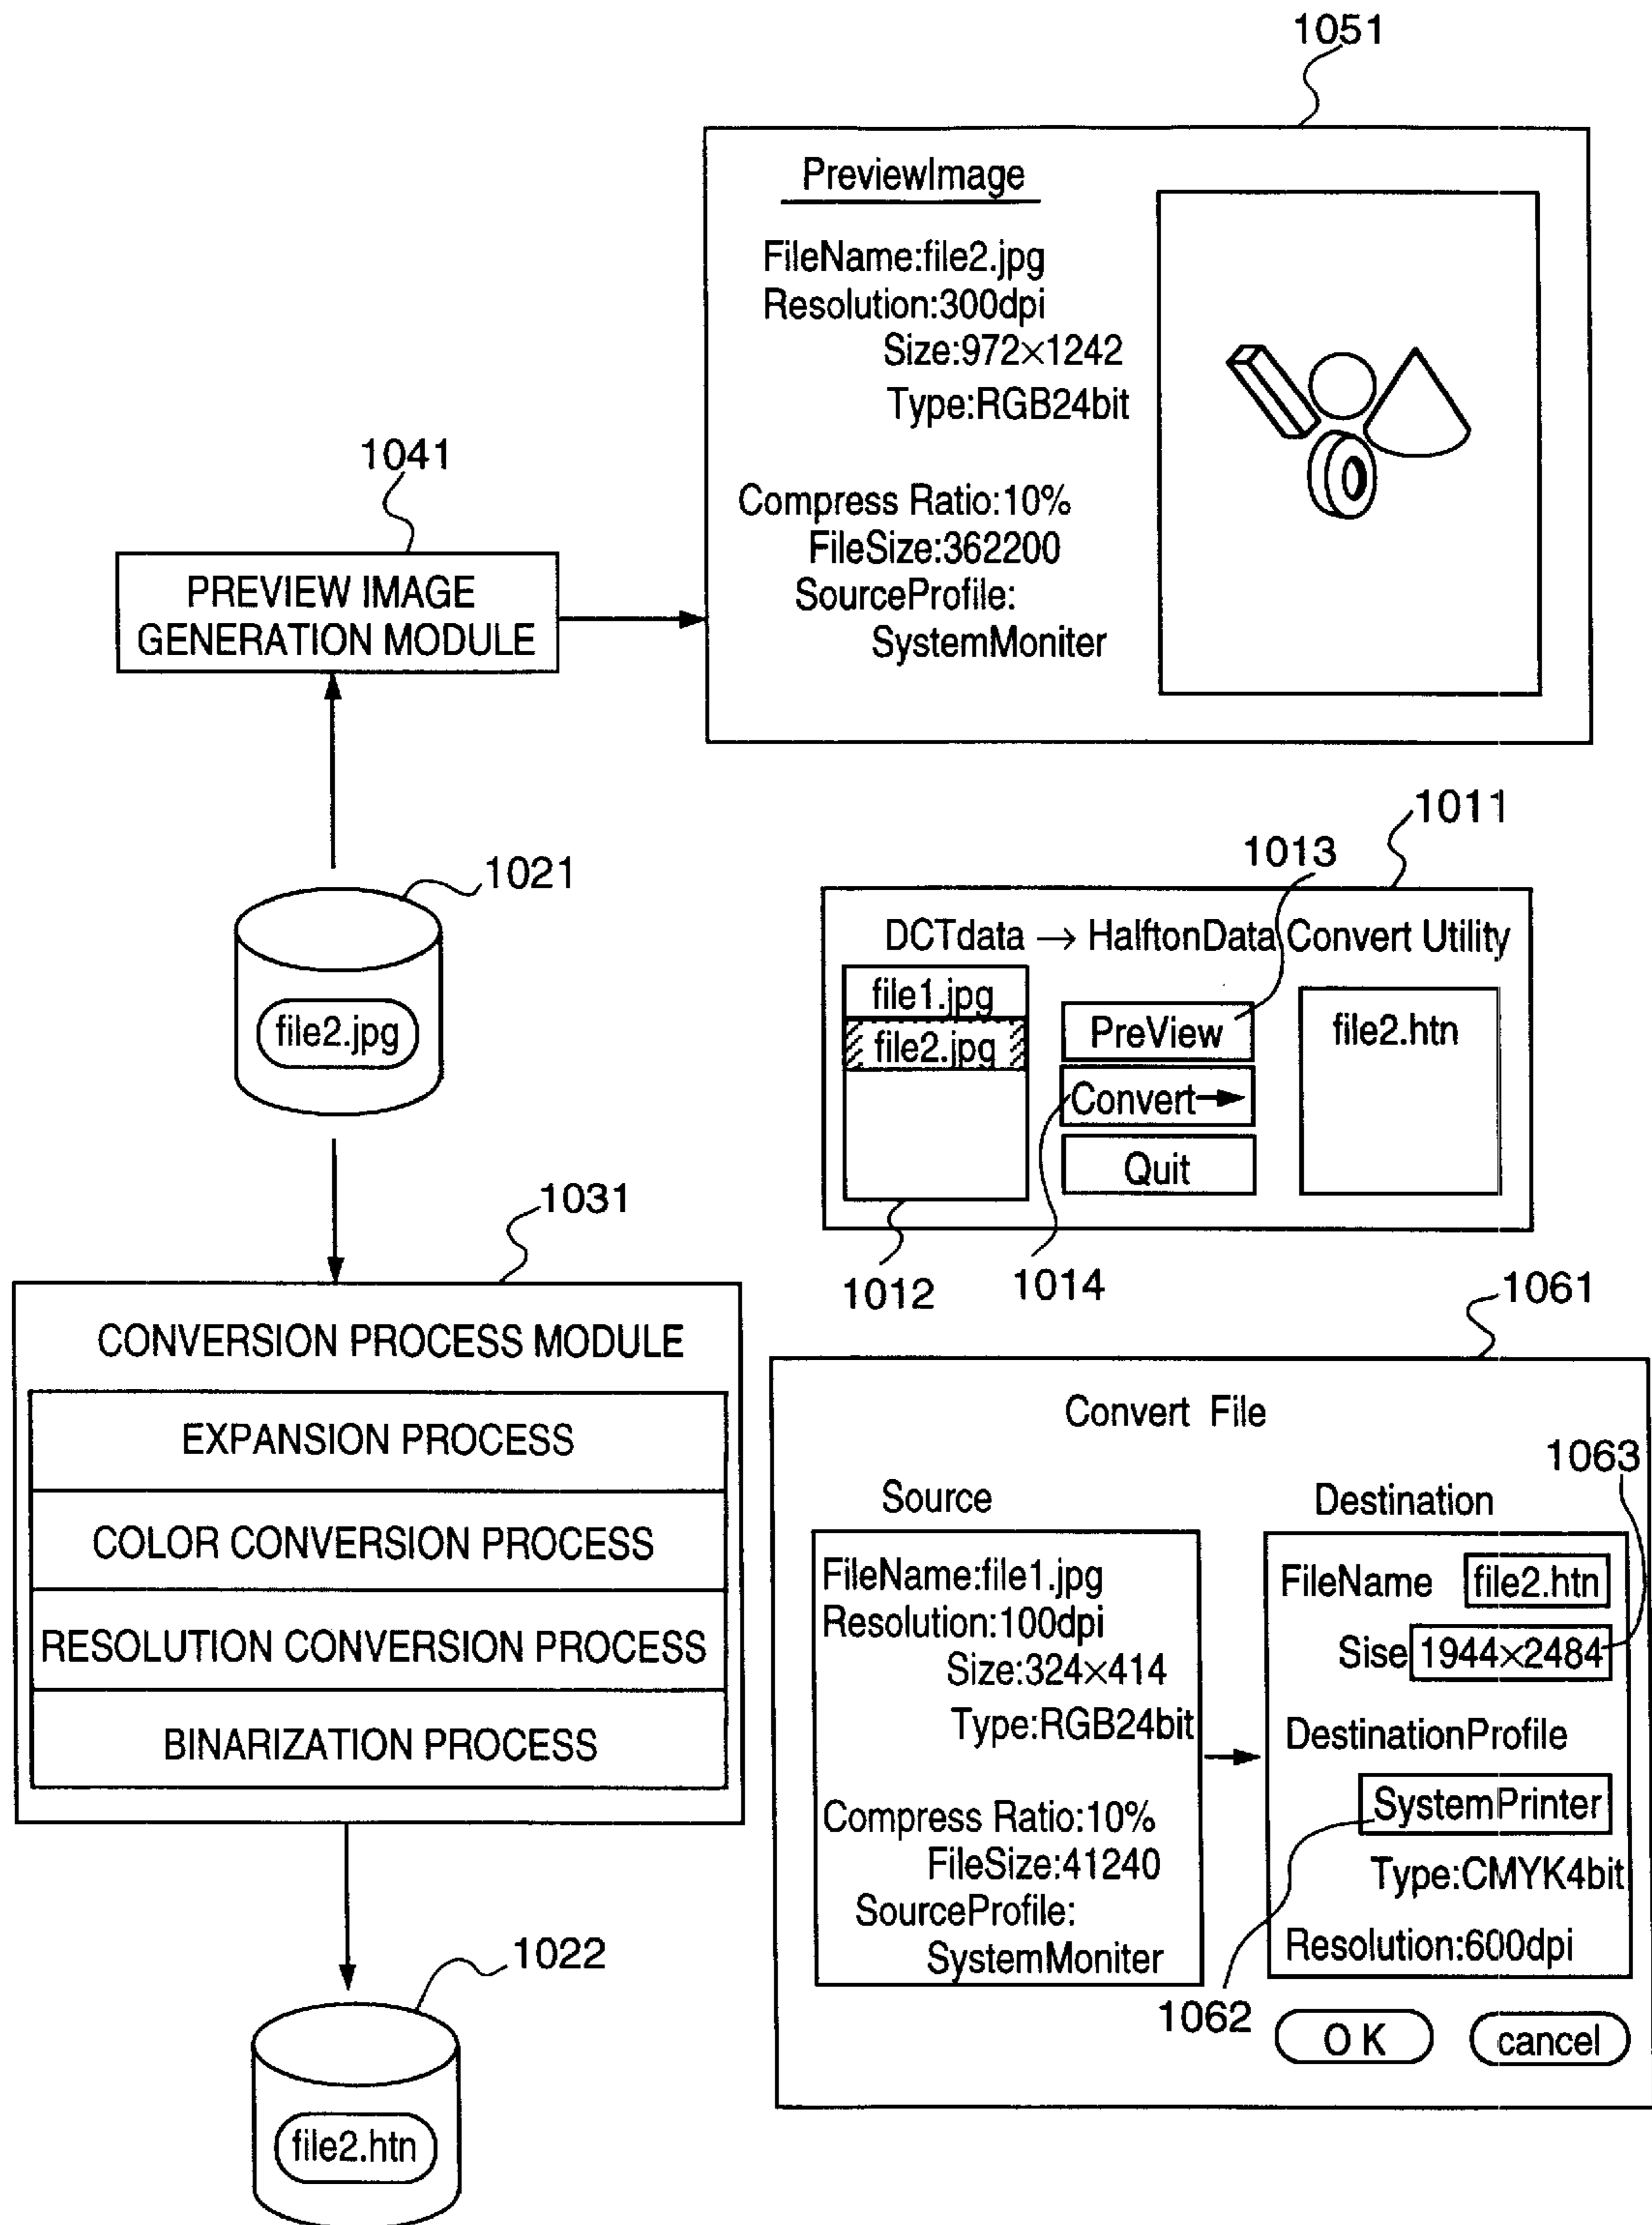 1051
PreviewImage
FileName:file2.jpg
Resolution:300dpi
Size:972×1242
Type:RGB24bit
Compress Ratio:10%
FileSize:362200
SourceProfile:
SystemMoniter
1041
PREVIEW IMAGE
GENERATION MODULE
1021
file2.jpg
1011
1013
DCTdata → HalftonData Convert Utility
file1.jpg
file2.jpg
PreView
Convert→
Quit
file2.htn
1012
1014
1031
CONVERSION PROCESS MODULE
EXPANSION PROCESS
COLOR CONVERSION PROCESS
RESOLUTION CONVERSION PROCESS
BINARIZATION PROCESS
1061
Convert File
1063
Source
FileName:file1.jpg
Resolution:100dpi
Size:324×414
Type:RGB24bit
Compress Ratio:10%
FileSize:41240
SourceProfile:
SystemMoniter
Destination
FileName file2.htn
Sise 1944×2484
DestinationProfile
SystemPrinter
Type:CMYK4bit
Resolution:600dpi
1062
OK
cancel
1022
file2.htn